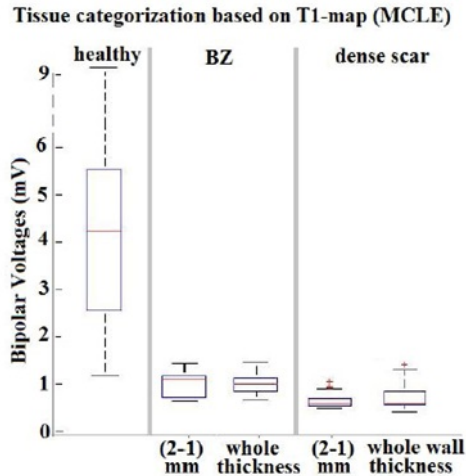 Tissue categorization based on T1-map (MCLE)
healthy
BZ
dense scar
Bipolar Voltages (mV)
9
6
5
4
3
2
1
0
(2-1) whole (2-1) whole wall
mm thickness mm thickness